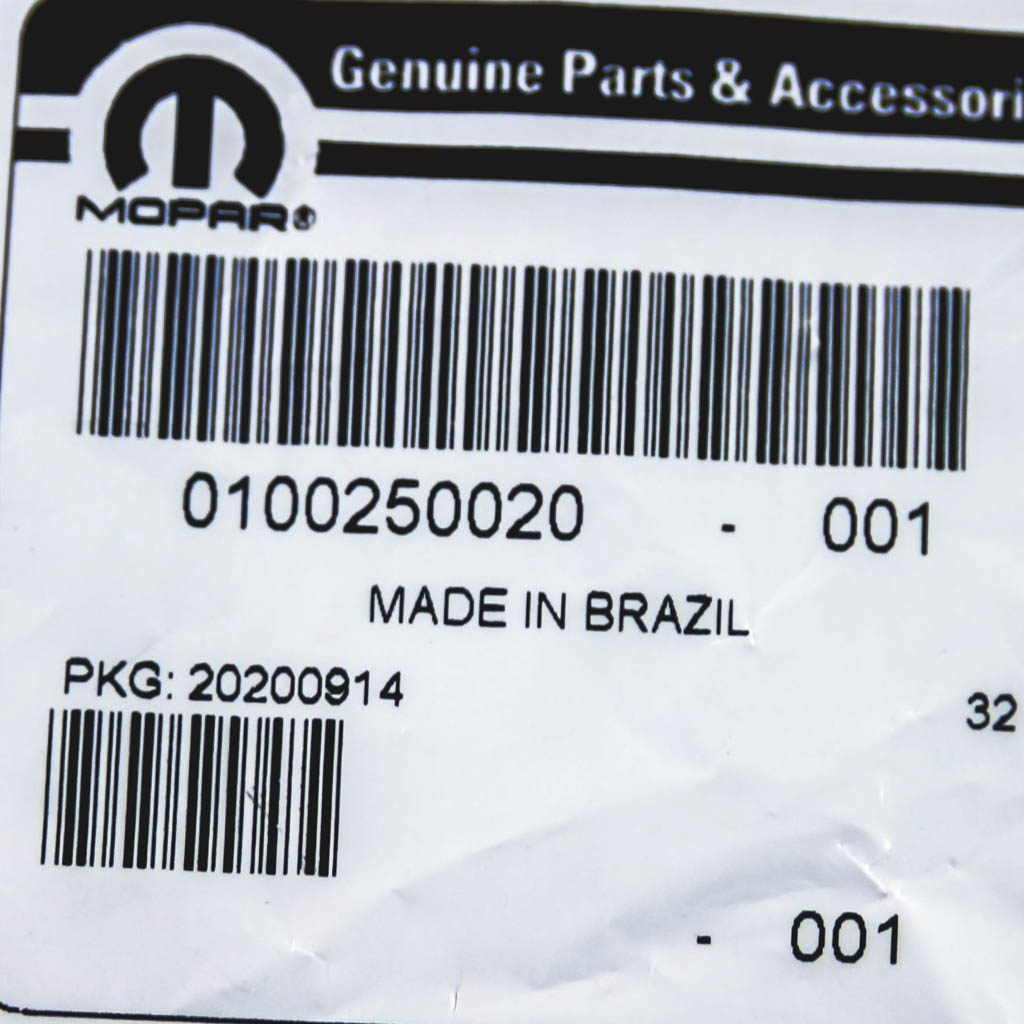 Genuine Parts & Accessori
MOPAR®
0100250020 - 001
MADE IN BRAZIL
PKG: 20200914
32
- 001